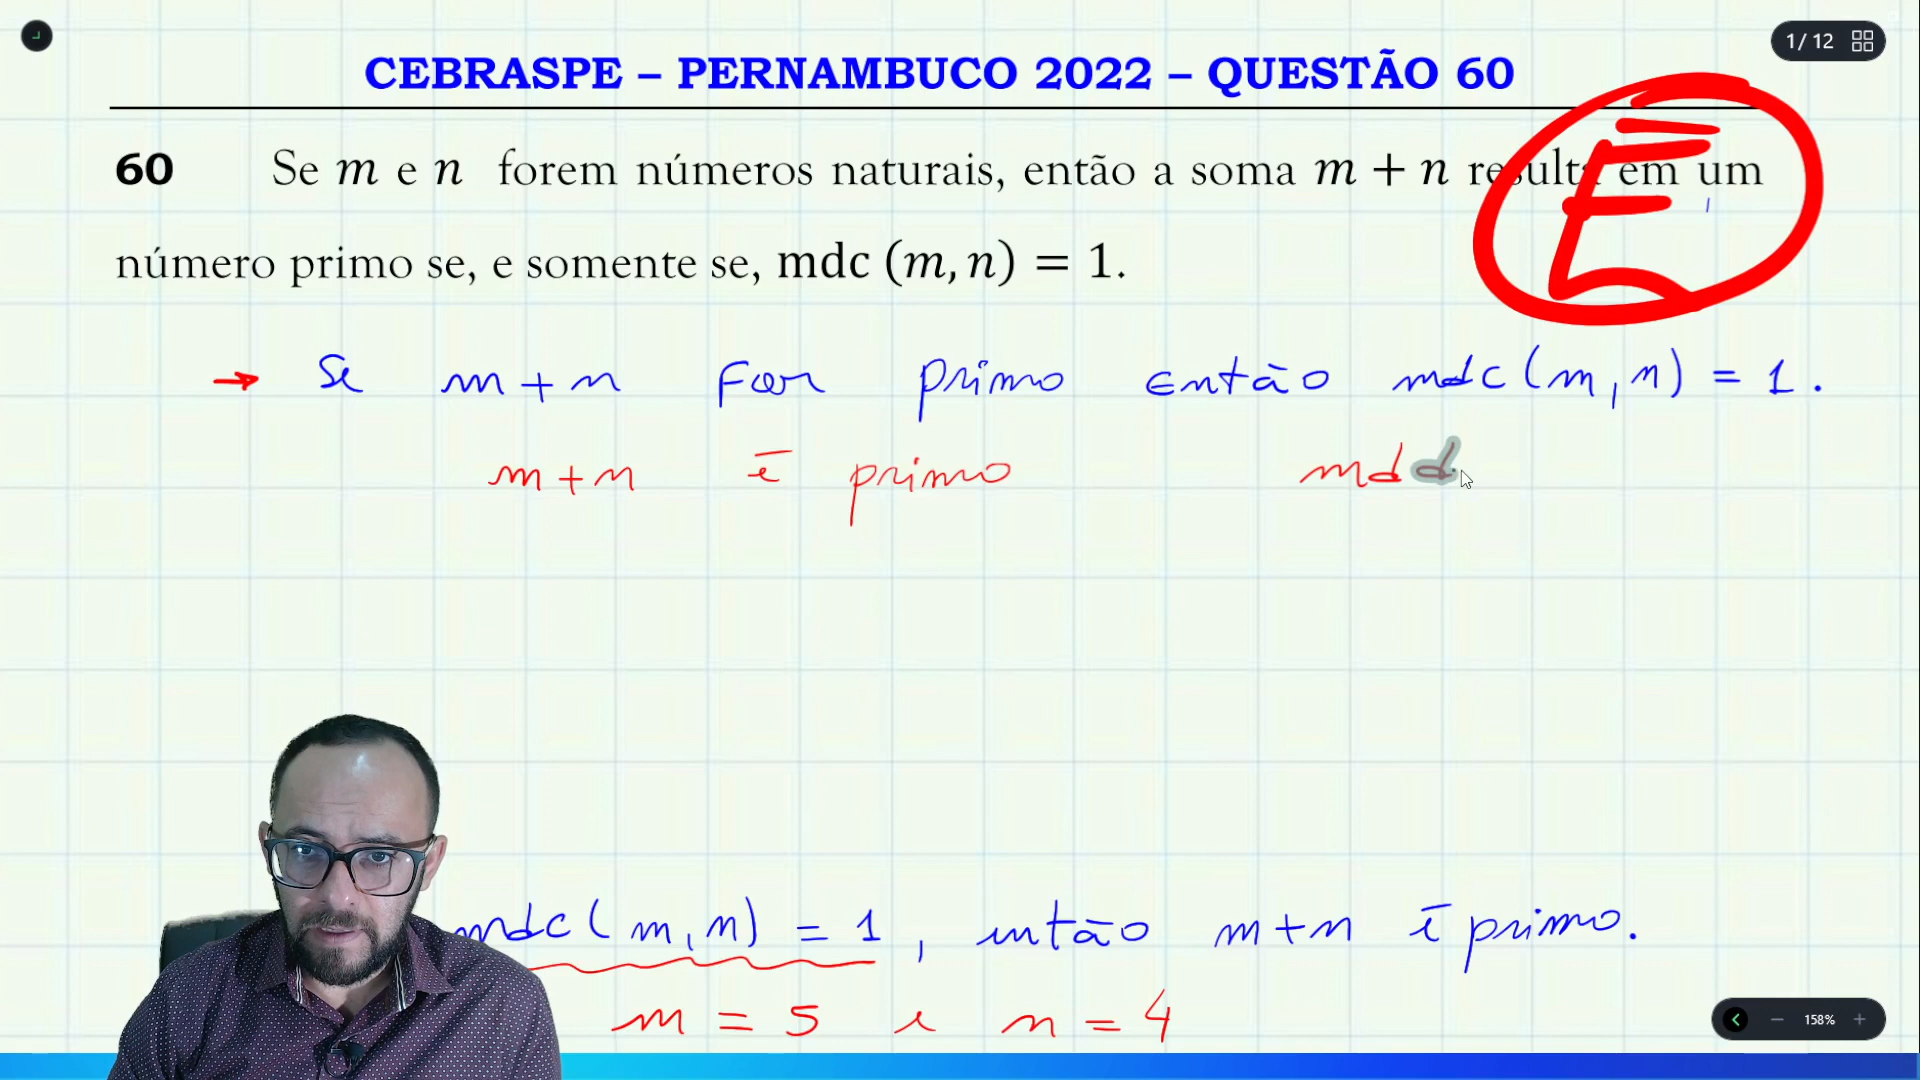 1/ 12
CEBRASPE – PERNAMBUCO 2022 – QUESTÃO 60
E
60 Se m e n forem números naturais, então a soma m + n resulta em um
número primo se, e somente se, mdc (m, n) = 1.
→ Se m + n For primo então mdc(m, n) = 1.
m + n é primo mdd
mdc(m, n) = 1, então m+n é primo.
m = 5 e n = 4
158%